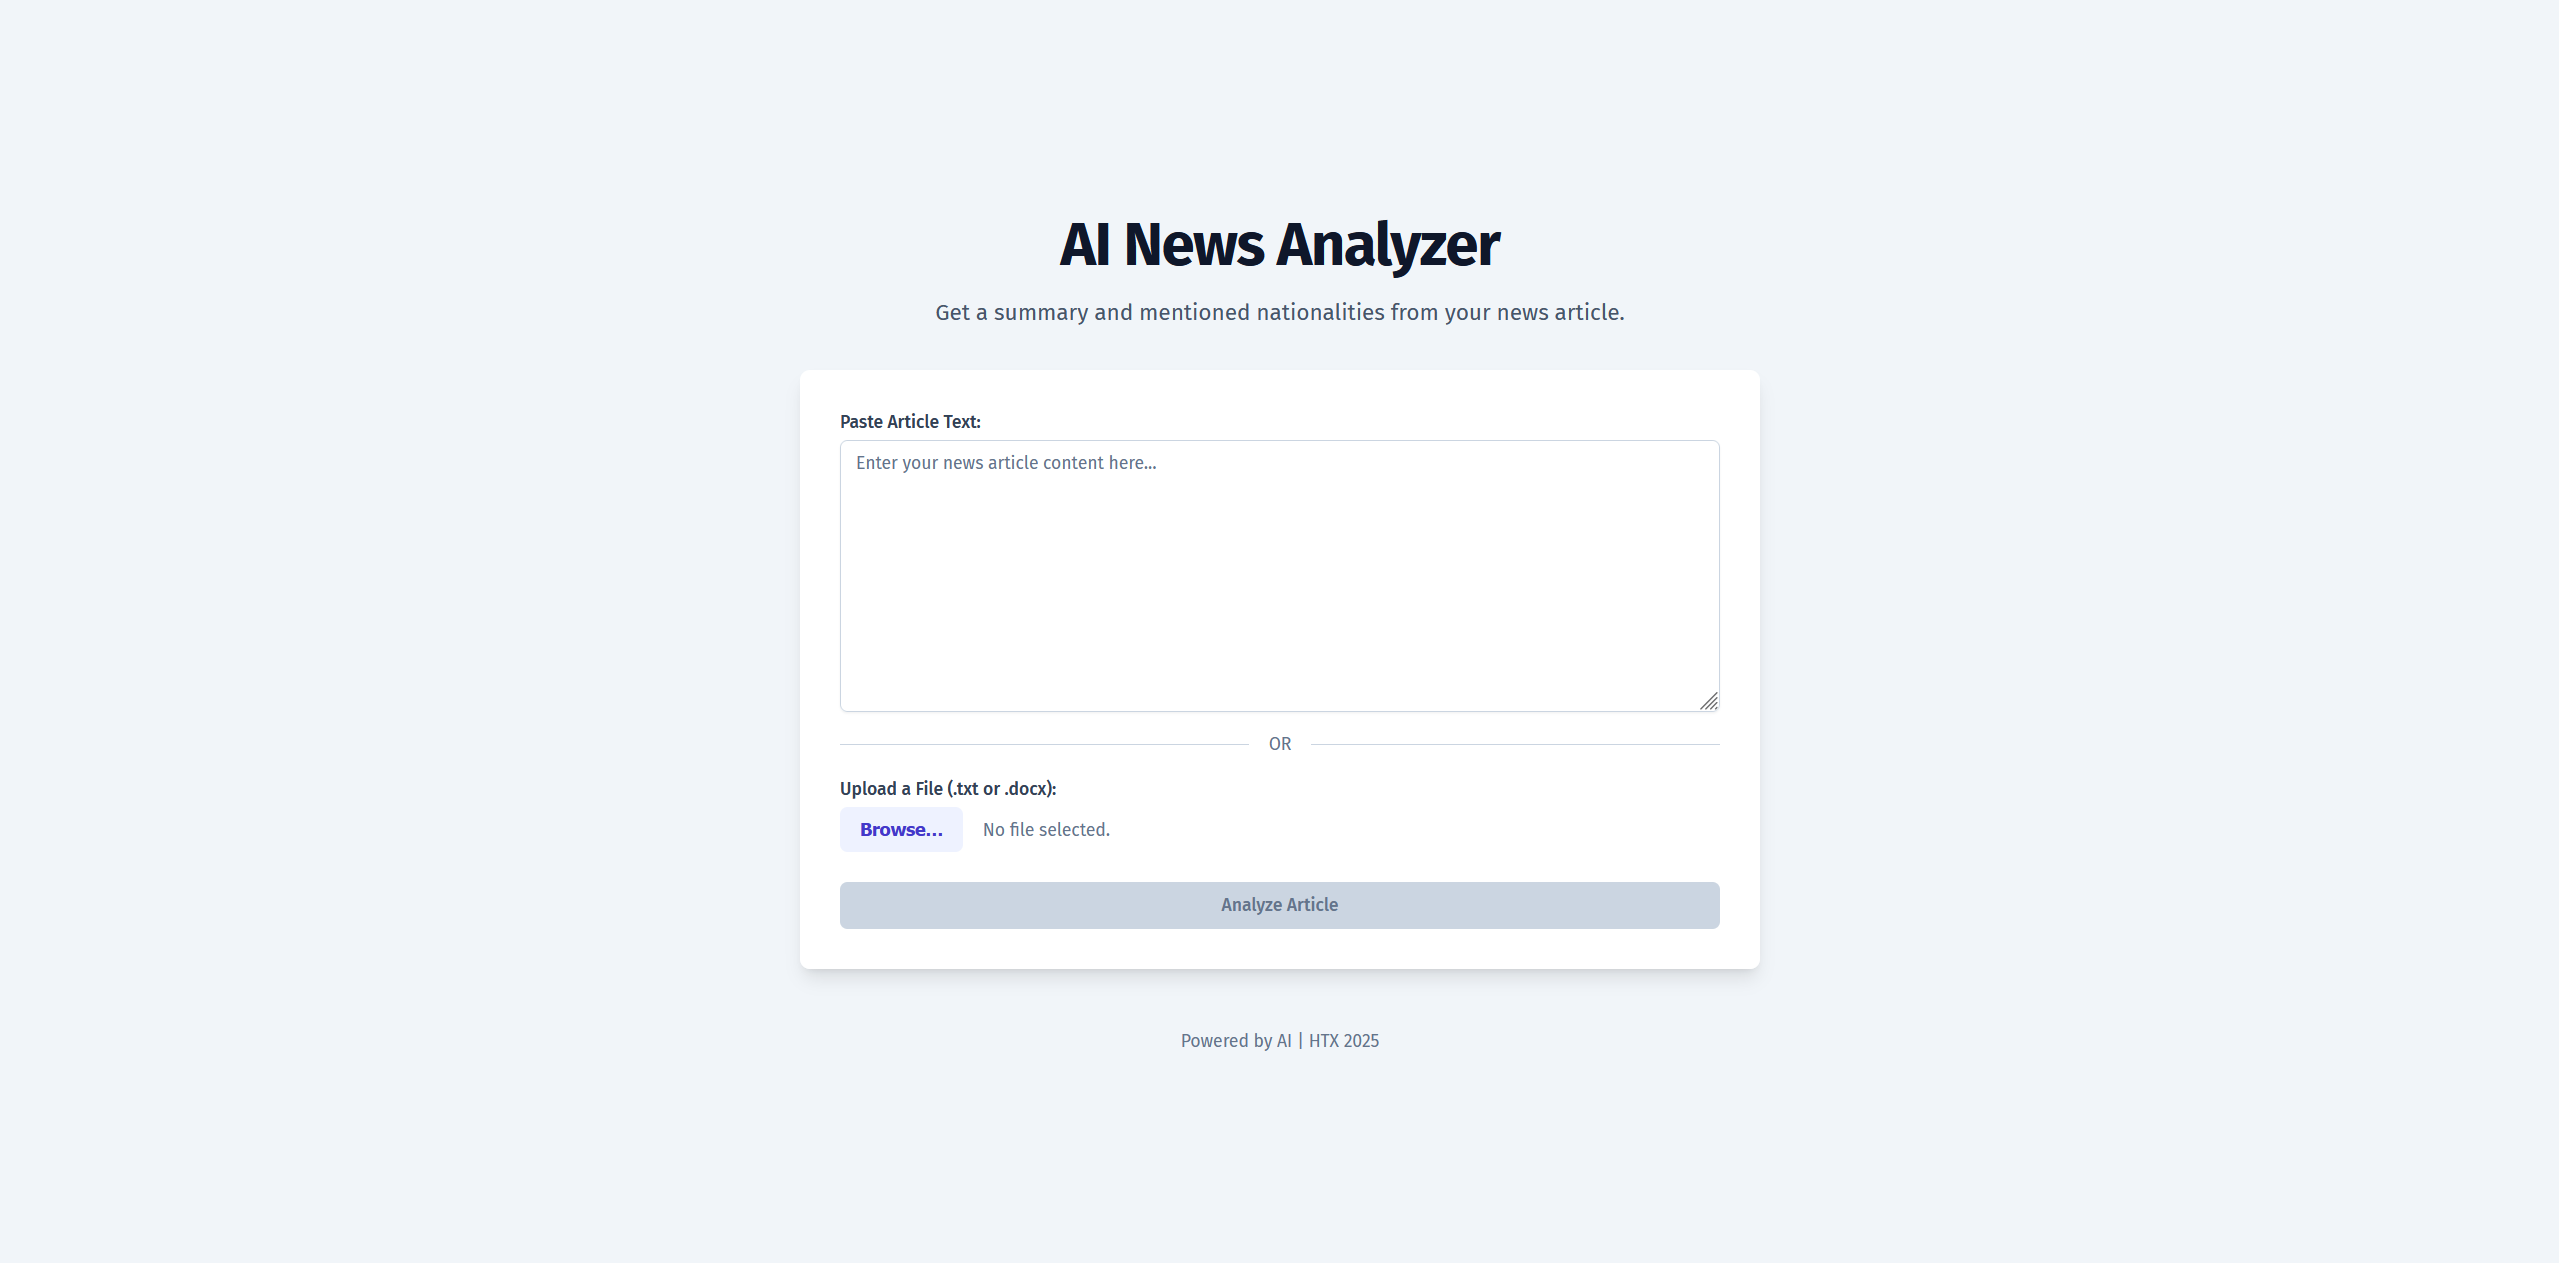 AI News Analyzer
Get a summary and mentioned nationalities from your news article.
Paste Article Text:
Enter your news article content here...
OR
Upload a File (.txt or .docx):
Browse... No file selected.
Analyze Article
Powered by AI | HTX 2025